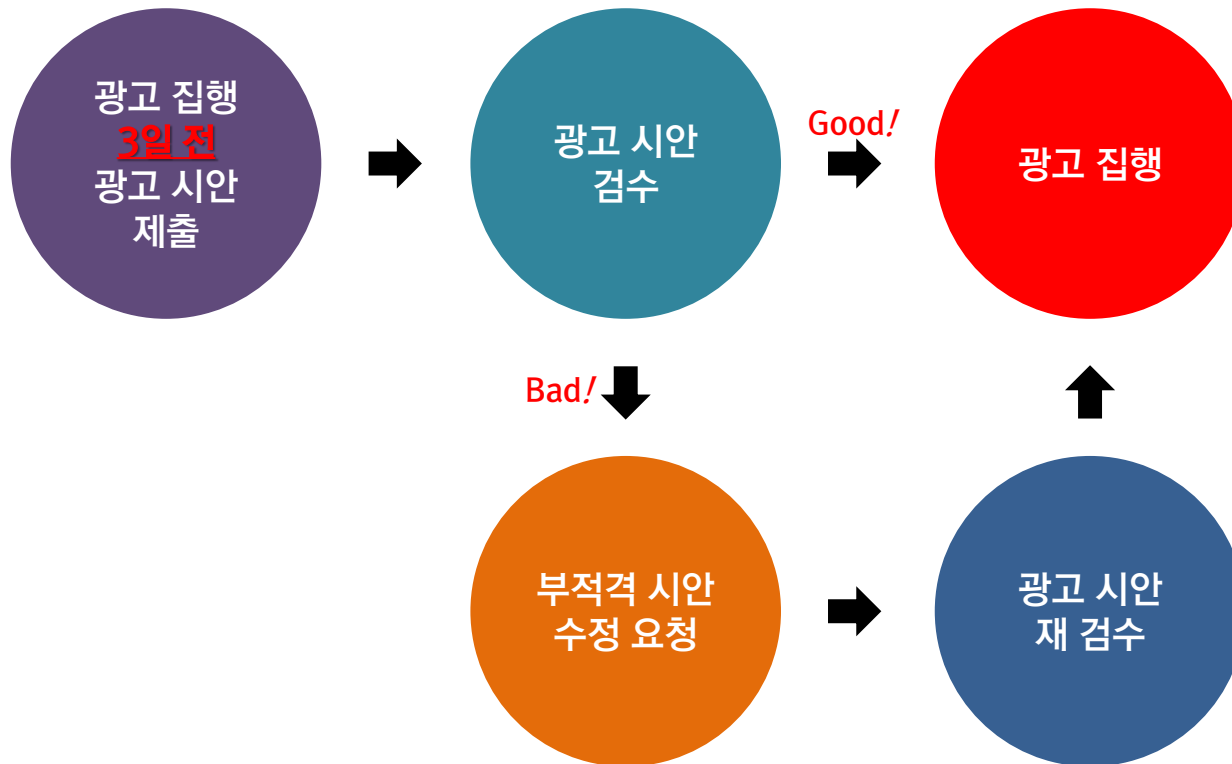 광고 집행
3일 전
광고 시안
제출
광고 시안
검수
Good!
광고 집행
Bad!
부적격 시안
수정 요청
광고 시안
재 검수